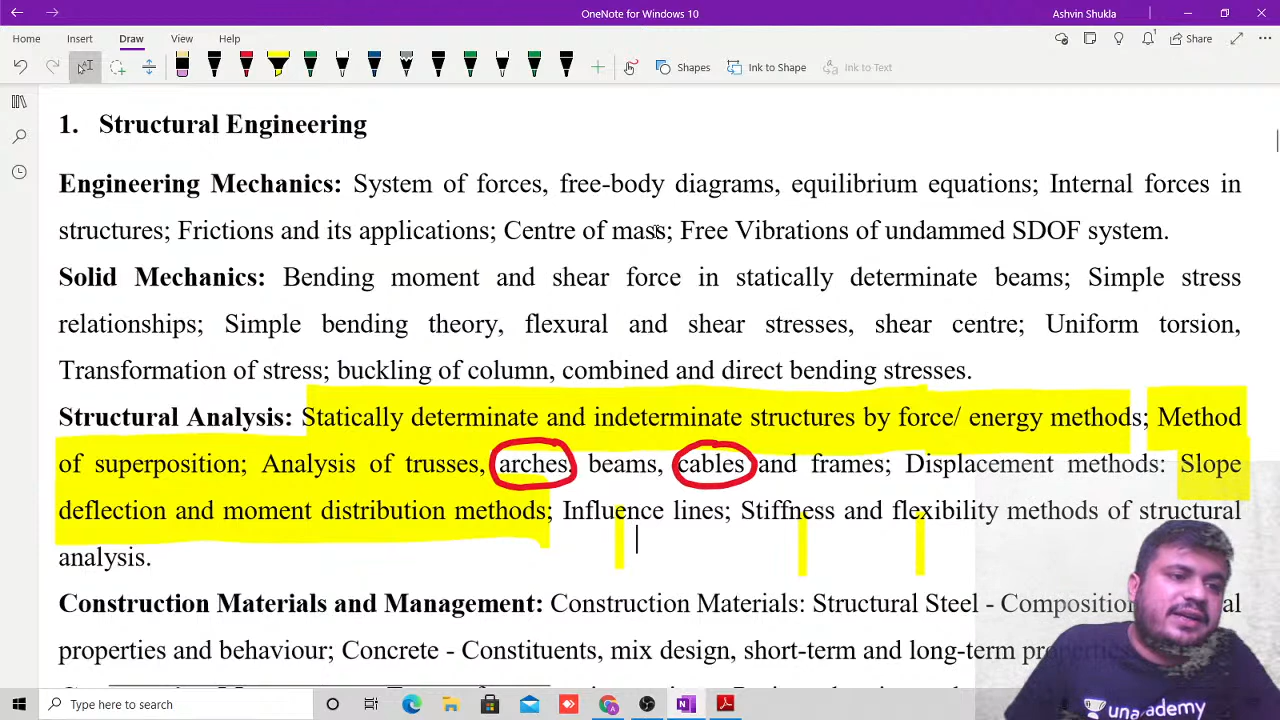 OneNote for Windows 10
Ashvin Shukla
Home Insert Draw View Help
Share
Shapes Ink to Shape Ink to Text
1. Structural Engineering
Engineering Mechanics: System of forces, free-body diagrams, equilibrium equations; Internal forces in
structures; Frictions and its applications; Centre of mass; Free Vibrations of undammed SDOF system.
Solid Mechanics: Bending moment and shear force in statically determinate beams; Simple stress
relationships; Simple bending theory, flexural and shear stresses, shear centre; Uniform torsion,
Transformation of stress; buckling of column, combined and direct bending stresses.
Structural Analysis: Statically determinate and indeterminate structures by force/ energy methods; Method
of superposition; Analysis of trusses, arches, beams, cables and frames; Displacement methods: Slope
deflection and moment distribution methods; Influence lines; Stiffness and flexibility methods of structural
analysis.
Construction Materials and Management: Construction Materials: Structural Steel - Composition,
properties and behaviour; Concrete - Constituents, mix design, short-term and long-term
unacademy
Type here to search